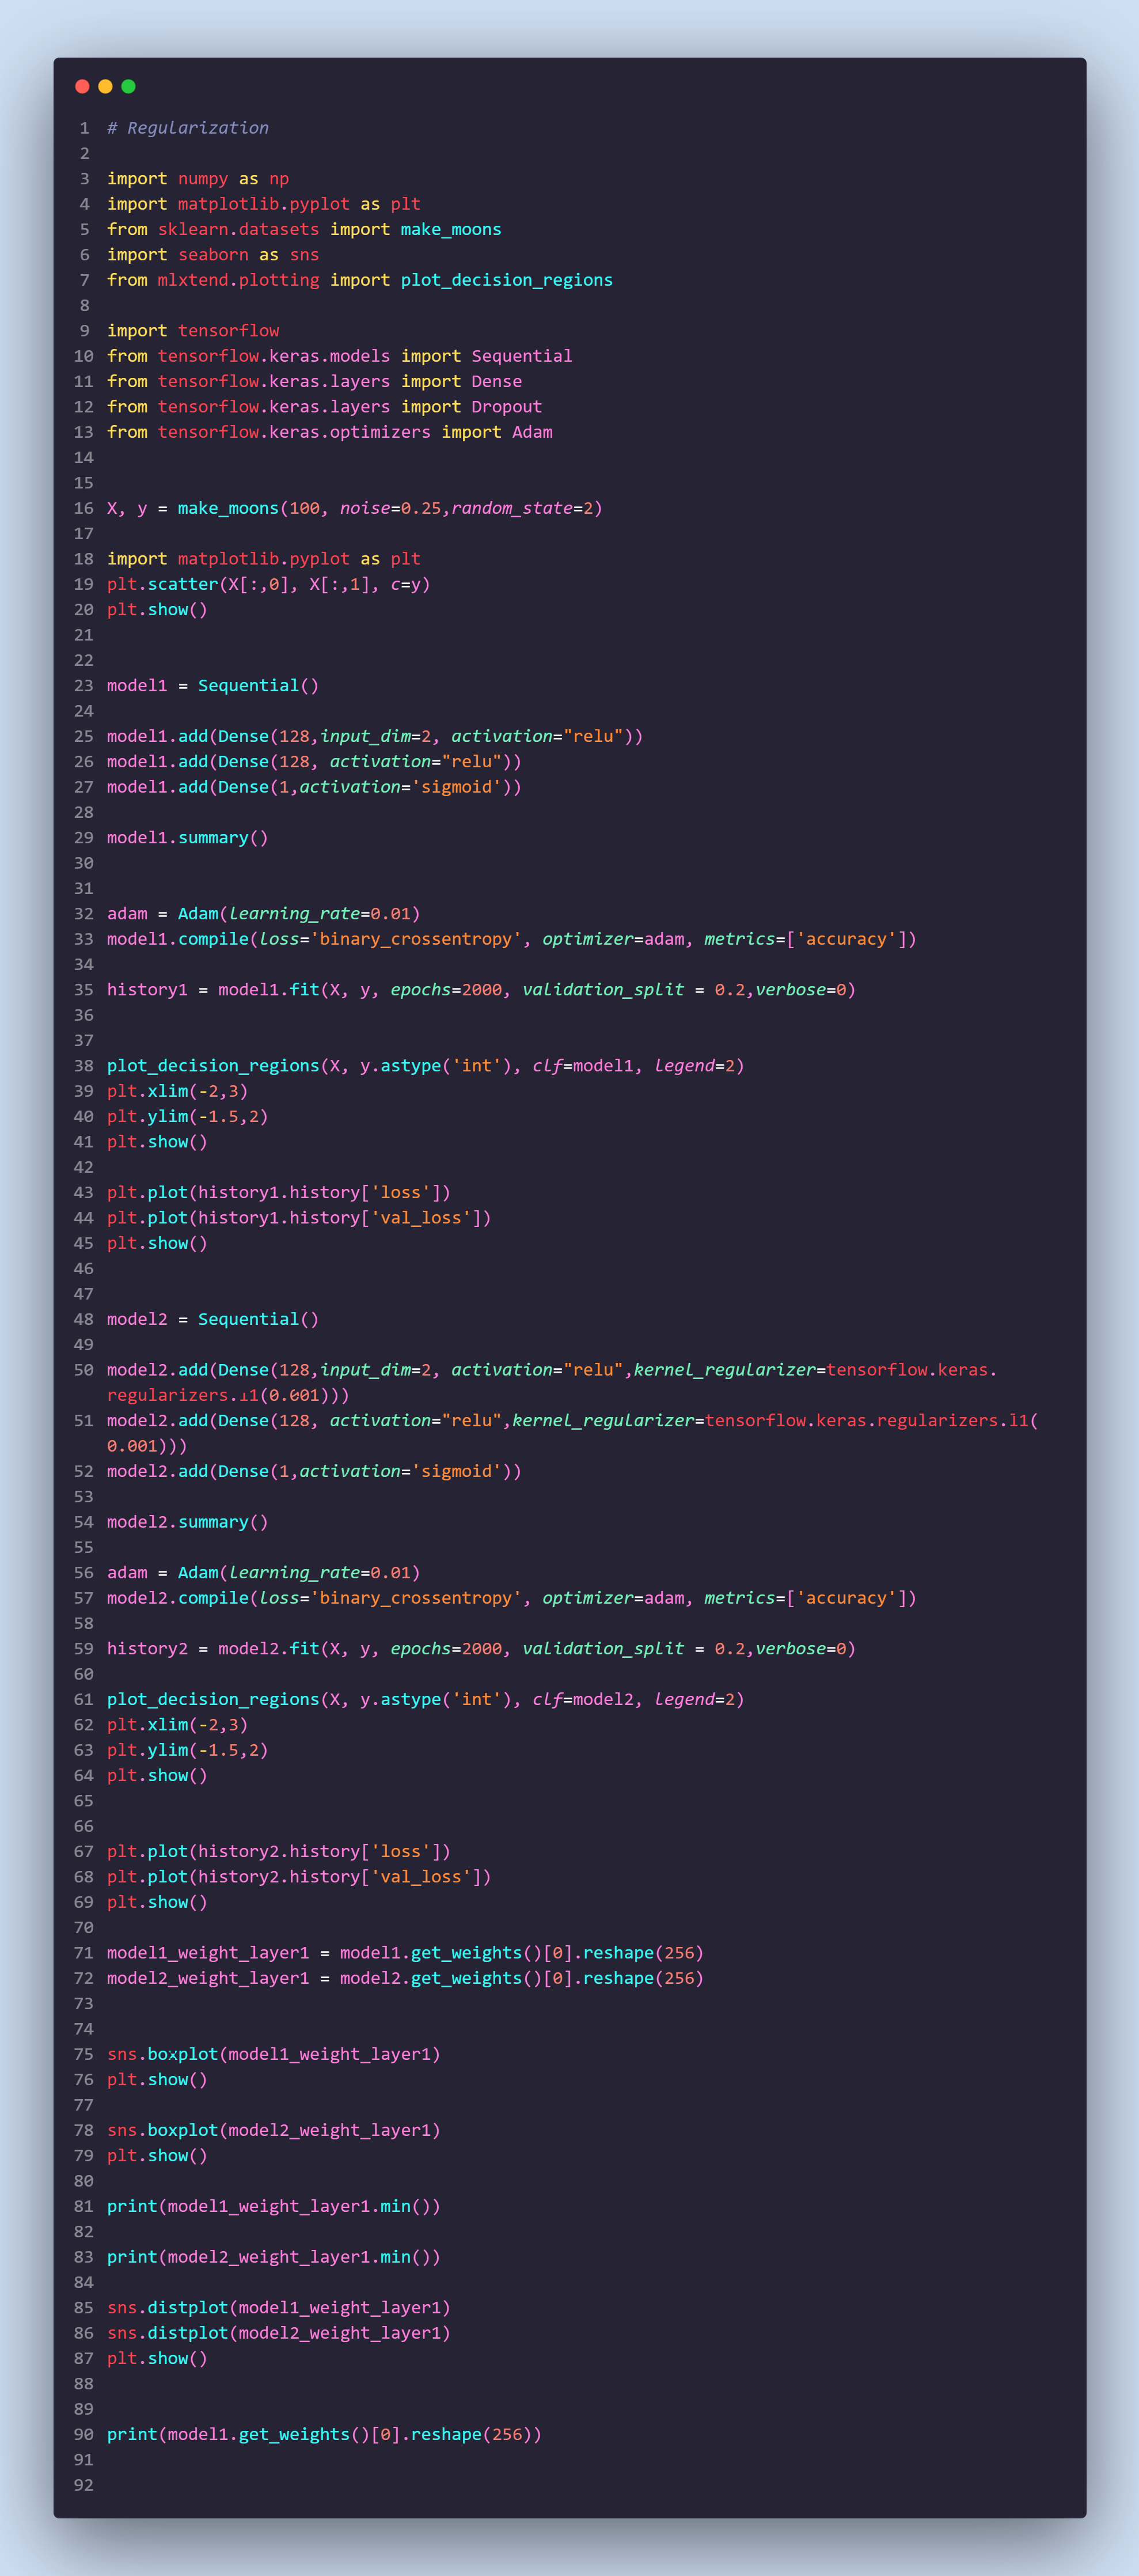 1 # Regularization
2
3 import numpy as np
4 import matplotlib.pyplot as plt
5 from sklearn.datasets import make_moons
6 import seaborn as sns
7 from mlxtend.plotting import plot_decision_regions
8
9 import tensorflow
10 from tensorflow.keras.models import Sequential
11 from tensorflow.keras.layers import Dense
12 from tensorflow.keras.layers import Dropout
13 from tensorflow.keras.optimizers import Adam
14
15
16 X, y = make_moons(100, noise=0.25,random_state=2)
17
18 import matplotlib.pyplot as plt
19 plt.scatter(X[:,0], X[:,1], c=y)
20 plt.show()
21
22
23 model1 = Sequential()
24
25 model1.add(Dense(128,input_dim=2, activation="relu"))
26 model1.add(Dense(128, activation="relu"))
27 model1.add(Dense(1,activation='sigmoid'))
28
29 model1.summary()
30
31
32 adam = Adam(learning_rate=0.01)
33 model1.compile(loss='binary_crossentropy', optimizer=adam, metrics=['accuracy'])
34
35 history1 = model1.fit(X, y, epochs=2000, validation_split = 0.2,verbose=0)
36
37
38 plot_decision_regions(X, y.astype('int'), clf=model1, legend=2)
39 plt.xlim(-2,3)
40 plt.ylim(-1.5,2)
41 plt.show()
42
43 plt.plot(history1.history['loss'])
44 plt.plot(history1.history['val_loss'])
45 plt.show()
46
47
48 model2 = Sequential()
49
50 model2.add(Dense(128,input_dim=2, activation="relu",kernel_regularizer=tensorflow.keras.
regularizers.l1(0.001)))
51 model2.add(Dense(128, activation="relu",kernel_regularizer=tensorflow.keras.regularizers.l1(
0.001)))
52 model2.add(Dense(1,activation='sigmoid'))
53
54 model2.summary()
55
56 adam = Adam(learning_rate=0.01)
57 model2.compile(loss='binary_crossentropy', optimizer=adam, metrics=['accuracy'])
58
59 history2 = model2.fit(X, y, epochs=2000, validation_split = 0.2,verbose=0)
60
61 plot_decision_regions(X, y.astype('int'), clf=model2, legend=2)
62 plt.xlim(-2,3)
63 plt.ylim(-1.5,2)
64 plt.show()
65
66
67 plt.plot(history2.history['loss'])
68 plt.plot(history2.history['val_loss'])
69 plt.show()
70
71 model1_weight_layer1 = model1.get_weights()[0].reshape(256)
72 model2_weight_layer1 = model2.get_weights()[0].reshape(256)
73
74
75 sns.boxplot(model1_weight_layer1)
76 plt.show()
77
78 sns.boxplot(model2_weight_layer1)
79 plt.show()
80
81 print(model1_weight_layer1.min())
82
83 print(model2_weight_layer1.min())
84
85 sns.distplot(model1_weight_layer1)
86 sns.distplot(model2_weight_layer1)
87 plt.show()
88
89
90 print(model1.get_weights()[0].reshape(256))
91
92